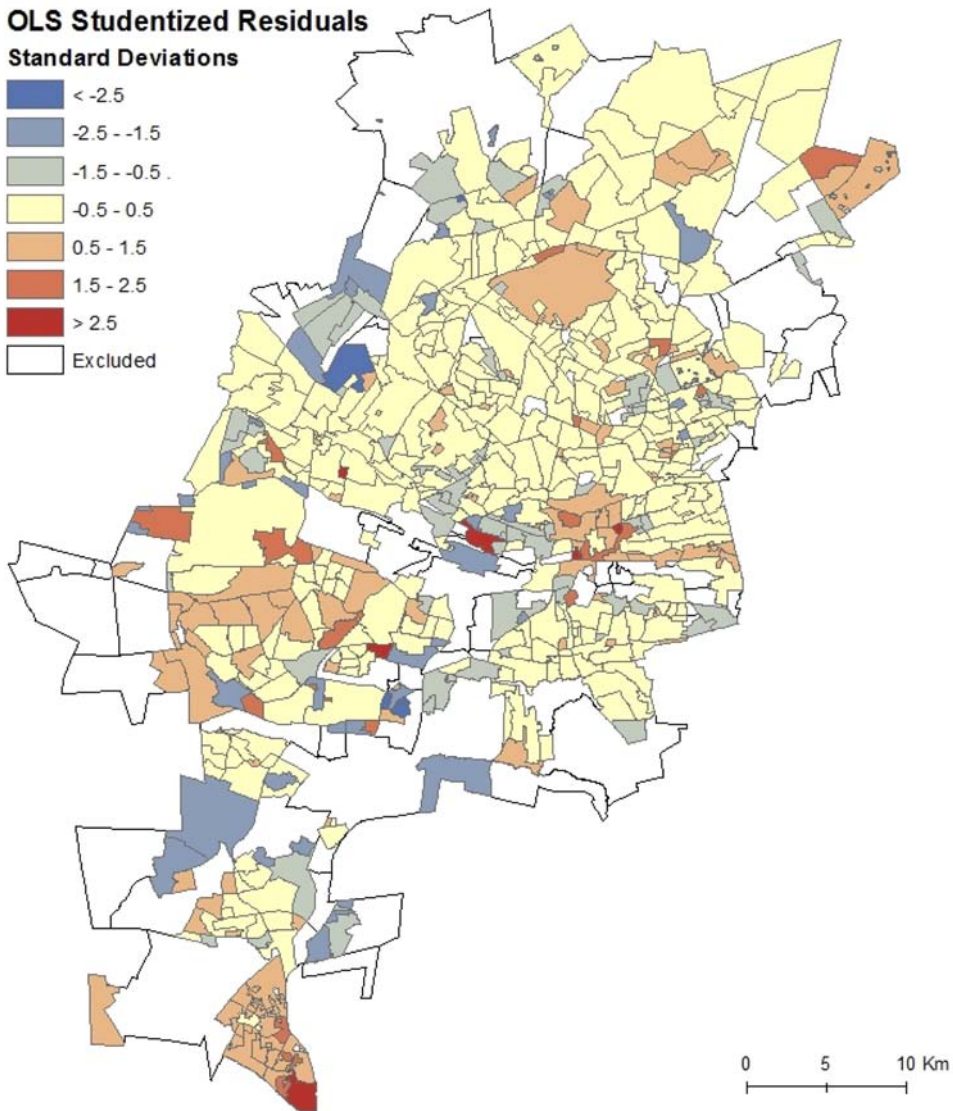 OLS Studentized Residuals
Standard Deviations
< -2.5
-2.5 - -1.5
-1.5 - -0.5 .
-0.5 - 0.5
0.5 - 1.5
1.5 - 2.5
> 2.5
Excluded
0 5 10 Km